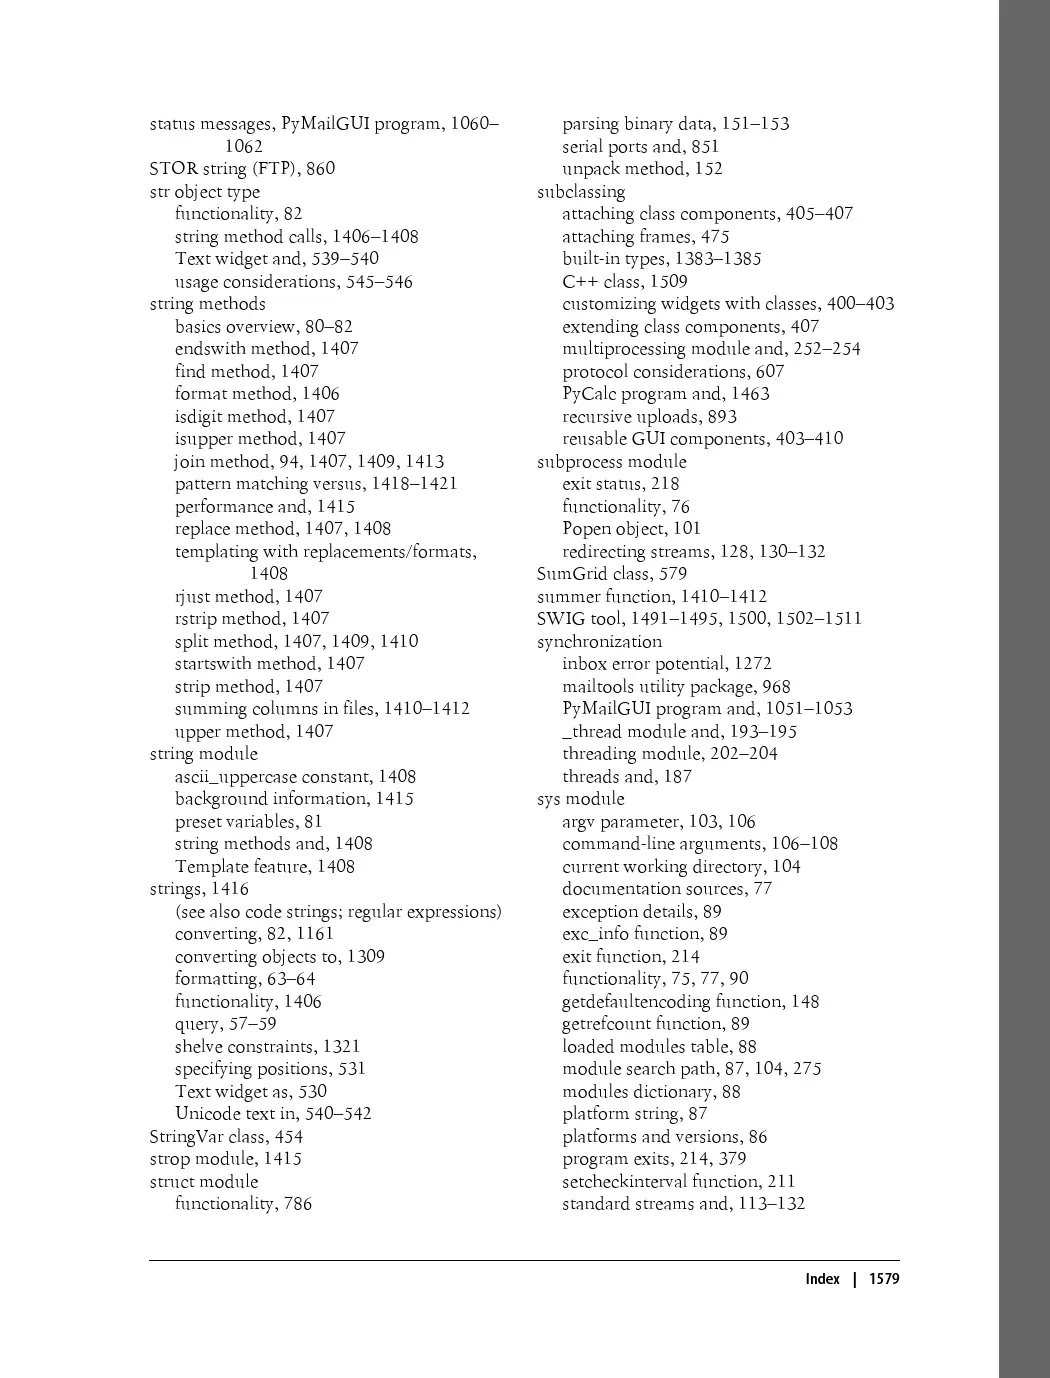 status messages, PyMailGUI program, 1060–
1062
STOR string (FTP), 860
str object type
functionality, 82
string method calls, 1406–1408
Text widget and, 539–540
usage considerations, 545–546
string methods
basics overview, 80–82
endswith method, 1407
find method, 1407
format method, 1406
isdigit method, 1407
isupper method, 1407
join method, 94, 1407, 1409, 1413
pattern matching versus, 1418–1421
performance and, 1415
replace method, 1407, 1408
templating with replacements/formats,
1408
rjust method, 1407
rstrip method, 1407
split method, 1407, 1409, 1410
startswith method, 1407
strip method, 1407
summing columns in files, 1410–1412
upper method, 1407
string module
ascii_uppercase constant, 1408
background information, 1415
preset variables, 81
string methods and, 1408
Template feature, 1408
strings, 1416
(see also code strings; regular expressions)
converting, 82, 1161
converting objects to, 1309
formatting, 63–64
functionality, 1406
query, 57–59
shelve constraints, 1321
specifying positions, 531
Text widget as, 530
Unicode text in, 540–542
StringVar class, 454
strop module, 1415
struct module
functionality, 786
parsing binary data, 151–153
serial ports and, 851
unpack method, 152
subclassing
attaching class components, 405–407
attaching frames, 475
built-in types, 1383–1385
C++ class, 1509
customizing widgets with classes, 400–403
extending class components, 407
multiprocessing module and, 252–254
protocol considerations, 607
PyCalc program and, 1463
recursive uploads, 893
reusable GUI components, 403–410
subprocess module
exit status, 218
functionality, 76
Popen object, 101
redirecting streams, 128, 130–132
SumGrid class, 579
summer function, 1410–1412
SWIG tool, 1491–1495, 1500, 1502–1511
synchronization
inbox error potential, 1272
mailtools utility package, 968
PyMailGUI program and, 1051–1053
_thread module and, 193–195
threading module, 202–204
threads and, 187
sys module
argv parameter, 103, 106
command-line arguments, 106–108
current working directory, 104
documentation sources, 77
exception details, 89
exc_info function, 89
exit function, 214
functionality, 75, 77, 90
getdefaultencoding function, 148
getrefcount function, 89
loaded modules table, 88
module search path, 87, 104, 275
modules dictionary, 88
platform string, 87
platforms and versions, 86
program exits, 214, 379
setcheckinterval function, 211
standard streams and, 113–132
Index | 1579